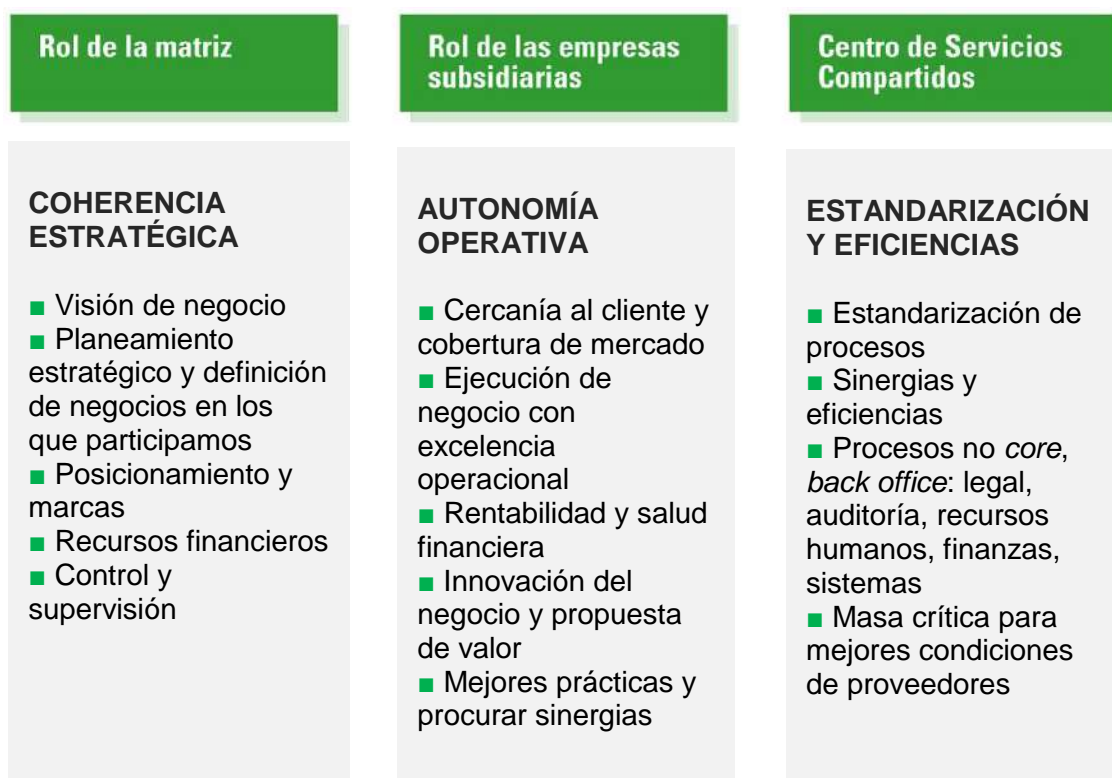 Rol de la matriz
COHERENCIA
ESTRATÉGICA
■ Visión de negocio
■ Planeamiento
estratégico y definición
de negocios en los
que participamos
■ Posicionamiento y
marcas
■ Recursos financieros
■ Control y
supervisión
Rol de las empresas
subsidiarias
AUTONOMÍA
OPERATIVA
■ Cercanía al cliente y
cobertura de mercado
■ Ejecución de
negocio con
excelencia
operacional
■ Rentabilidad y salud
financiera
■ Innovación del
negocio y propuesta
de valor
■ Mejores prácticas y
procurar sinergias
Centro de Servicios
Compartidos
ESTANDARIZACIÓN
Y EFICIENCIAS
■ Estandarización de
procesos
■ Sinergias y
eficiencias
■ Procesos no core,
back office: legal,
auditoría, recursos
humanos, finanzas,
sistemas
■ Masa crítica para
mejores condiciones
de proveedores